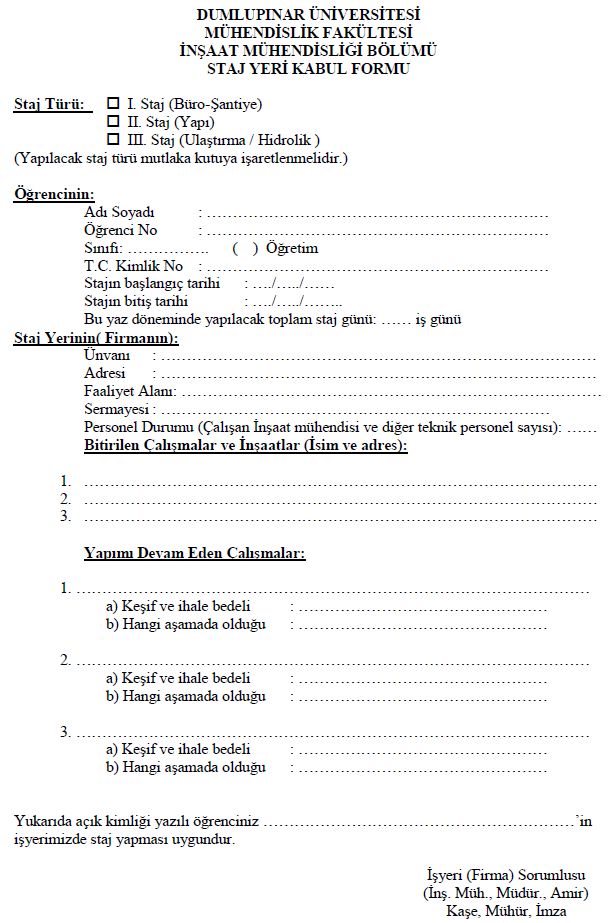 DUMLUPINAR ÜNİVERSİTESİ
MÜHENDİSLİK FAKÜLTESİ
İNŞAAT MÜHENDİSLİĞİ BÖLÜMÜ
STAJ YERİ KABUL FORMU
Staj Türü: ☐ I. Staj (Büro-Şantiye)
☐ II. Staj (Yapı)
☐ III. Staj (Ulaştırma / Hidrolik )
(Yapılacak staj türü mutlaka kutuya işaretlenmelidir.)
Öğrencinin:
Adı Soyadı : ……………………………………………………………
Öğrenci No : ……………………………………………………………
Sınıfı: ……………. ( ) Öğretim
T.C. Kimlik No : ……………………………………………………………
Stajın başlangıç tarihi : …./…../……
Stajın bitiş tarihi : …./…../……..
Bu yaz döneminde yapılacak toplam staj günü: …… iş günü
Staj Yerinin( Firmanın):
Ünvanı : ……………………………………………………………………………
Adresi : ……………………………………………………………………………
Faaliyet Alanı: …………………………………………………………………………
Sermayesi : ……………………………………………………………………
Personel Durumu (Çalışan İnşaat mühendisi ve diğer teknik personel sayısı): ……
Bitirilen Çalışmalar ve İnşaatlar (İsim ve adres):
1. …………………………………………………………………………………………
2. …………………………………………………………………………………………
3. …………………………………………………………………………………………
Yapımı Devam Eden Çalışmalar:
1. …………………………………………………………………………………………
a) Keşif ve ihale bedeli : ……………………………………………
b) Hangi aşamada olduğu : ……………………………………………
2. …………………………………………………………………………………………
a) Keşif ve ihale bedeli : ……………………………………………
b) Hangi aşamada olduğu : ……………………………………………
3. …………………………………………………………………………………………
a) Keşif ve ihale bedeli : ……………………………………………
b) Hangi aşamada olduğu : ……………………………………………
Yukarıda açık kimliği yazılı öğrenciniz ………………………………………………………’in
işyerimizde staj yapması uygundur.
İşyeri (Firma) Sorumlusu
(İnş. Müh., Müdür., Amir)
Kaşe, Mühür, İmza